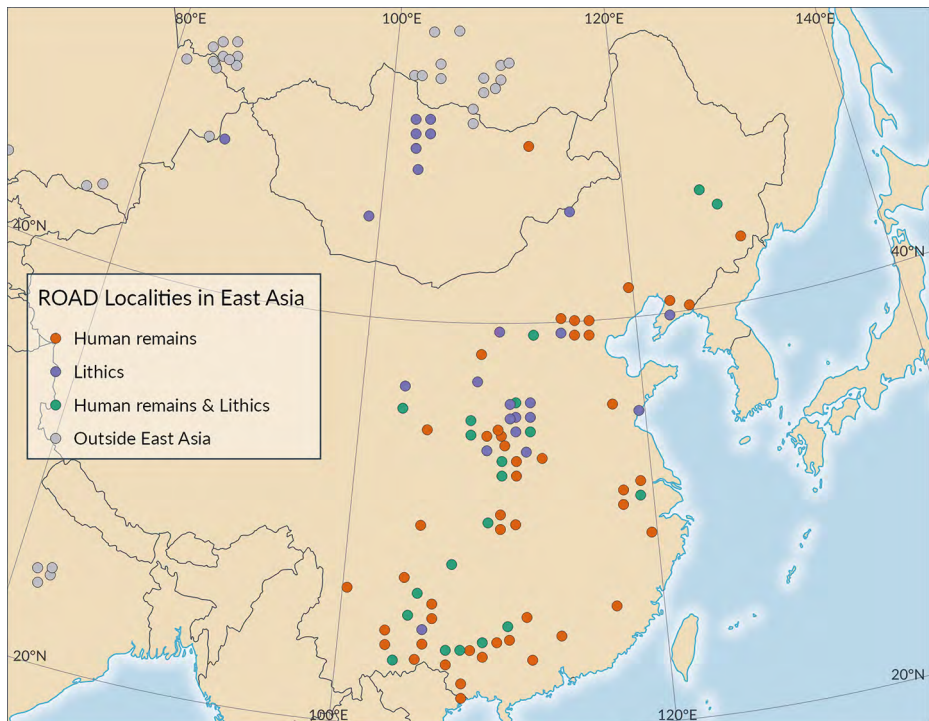 80°E
100°E
120°E
140°E
40°N
40°N
ROAD Localities in East Asia
Human remains
Lithics
Human remains & Lithics
Outside East Asia
20°N
20°N
100°E
120°E